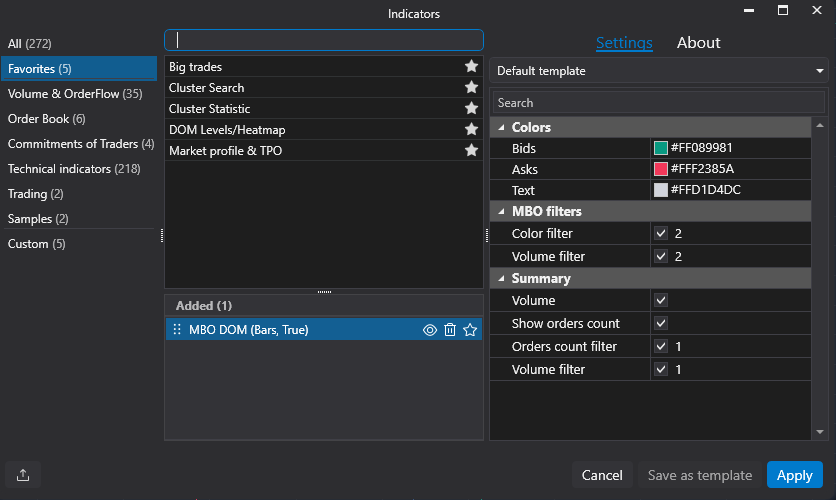 Indicators
All (272)
Favorites (5)
Volume & OrderFlow (35)
Order Book (6)
Commitments of Traders (4)
Technical indicators (218)
Trading (2)
Samples (2)
Custom (5)
Big trades
Cluster Search
Cluster Statistic
DOM Levels/Heatmap
Market profile & TPO
Added (1)
MBO DOM (Bars, True)
Settings About
Default template
Search
Colors
Bids #FF089981
Asks #FFF2385A
Text #FFD1D4DC
MBO filters
Color filter 2
Volume filter 2
Summary
Volume
Show orders count
Orders count filter 1
Volume filter 1
Cancel Save as template Apply